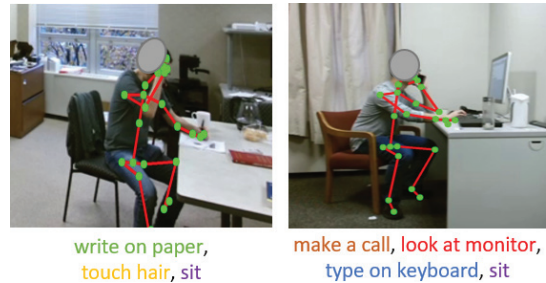 write on paper,
touch hair, sit
make a call, look at monitor,
type on keyboard, sit